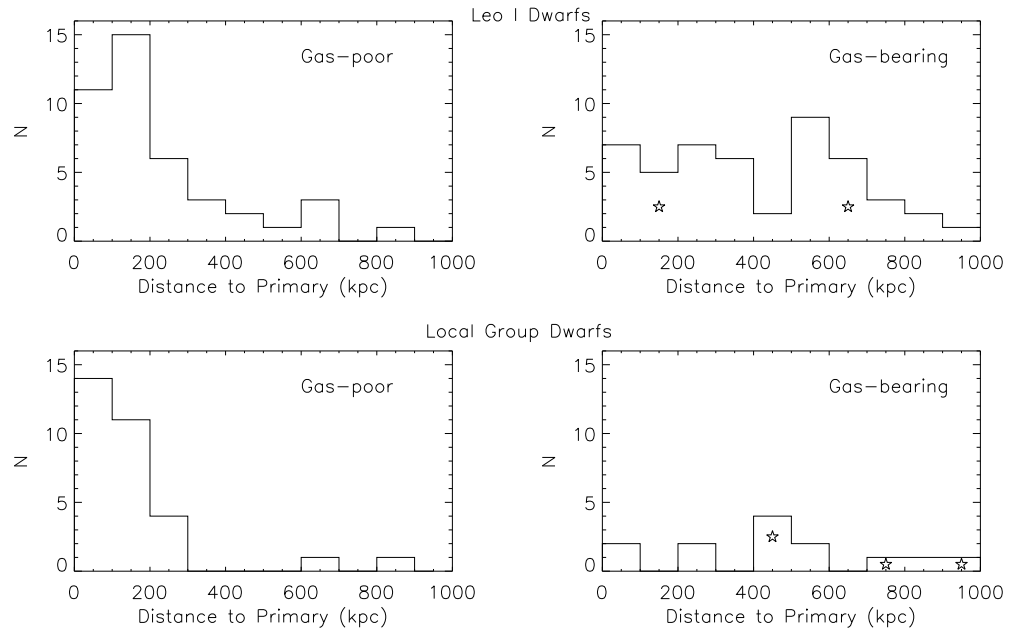 Leo I Dwarfs
15
Gas-poor
10
N
5
0
0 200 400 600 800 1000
Distance to Primary (kpc)
15
Gas-bearing
10
N
5
0
0 200 400 600 800 1000
Distance to Primary (kpc)
Local Group Dwarfs
15
Gas-poor
10
N
5
0
0 200 400 600 800 1000
Distance to Primary (kpc)
15
Gas-bearing
10
N
5
0
0 200 400 600 800 1000
Distance to Primary (kpc)